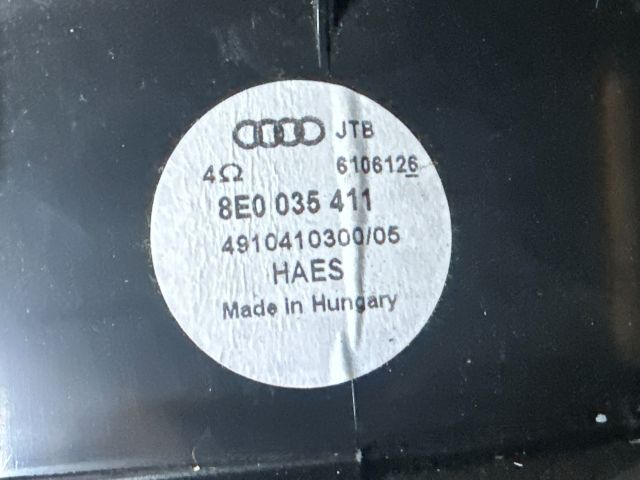 JTB
4Ω 6106126
8E0 035 411
4910410300/05
HAES
Made in Hungary